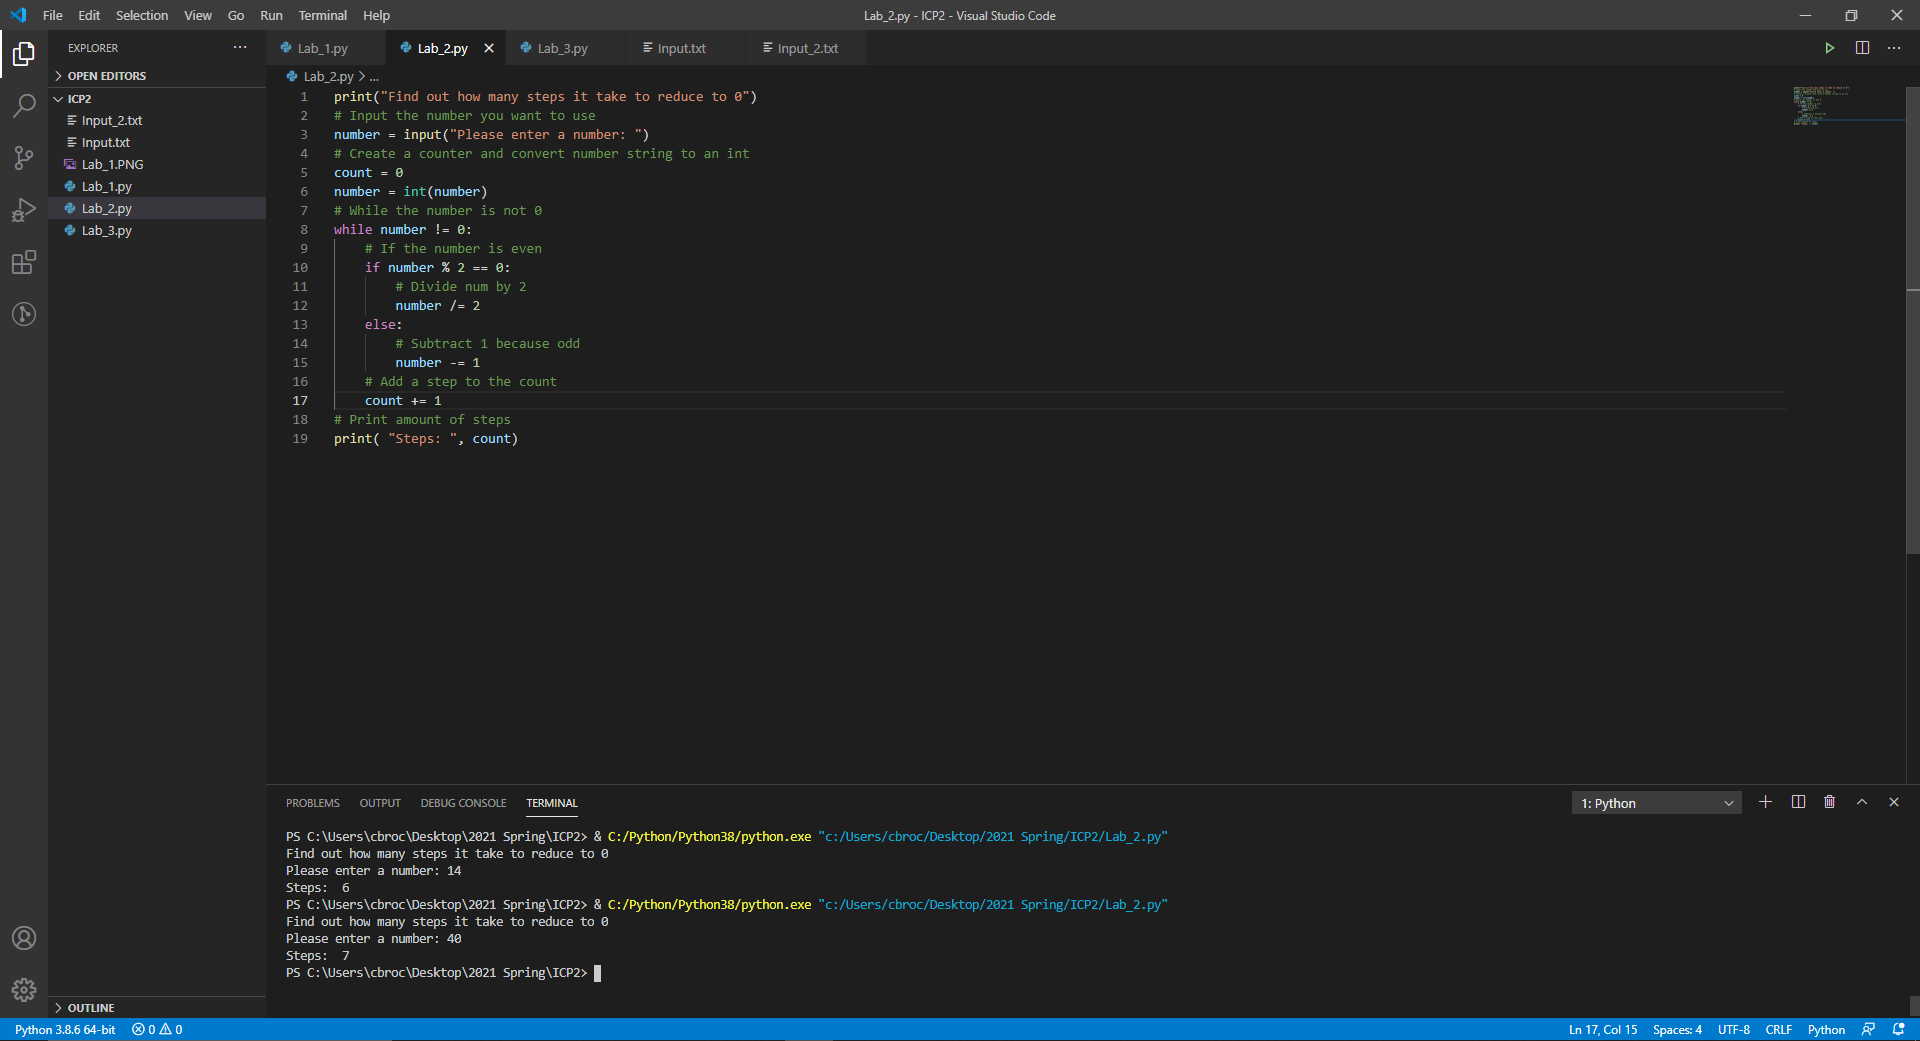 File Edit Selection View Go Run Terminal Help
Lab_2.py - ICP2 - Visual Studio Code
EXPLORER
OPEN EDITORS
ICP2
Input_2.txt
Input.txt
Lab_1.PNG
Lab_1.py
Lab_2.py
Lab_3.py
OUTLINE
Lab_1.py Lab_2.py Lab_3.py Input.txt Input_2.txt
Lab_2.py > ...
1 print("Find out how many steps it take to reduce to 0")
2 # Input the number you want to use
3 number = input("Please enter a number: ")
4 # Create a counter and convert number string to an int
5 count = 0
6 number = int(number)
7 # While the number is not 0
8 while number != 0:
9     # If the number is even
10     if number % 2 == 0:
11         # Divide num by 2
12         number /= 2
13     else:
14         # Subtract 1 because odd
15         number -= 1
16     # Add a step to the count
17     count += 1
18 # Print amount of steps
19 print( "Steps: ", count)
PROBLEMS OUTPUT DEBUG CONSOLE TERMINAL
1: Python
PS C:\Users\cbroc\Desktop\2021 Spring\ICP2> & C:/Python/Python38/python.exe "c:/Users/cbroc/Desktop/2021 Spring/ICP2/Lab_2.py"
Find out how many steps it take to reduce to 0
Please enter a number: 14
Steps:  6
PS C:\Users\cbroc\Desktop\2021 Spring\ICP2> & C:/Python/Python38/python.exe "c:/Users/cbroc/Desktop/2021 Spring/ICP2/Lab_2.py"
Find out how many steps it take to reduce to 0
Please enter a number: 40
Steps:  7
PS C:\Users\cbroc\Desktop\2021 Spring\ICP2>
Python 3.8.6 64-bit 0 0 Ln 17, Col 15 Spaces: 4 UTF-8 CRLF Python